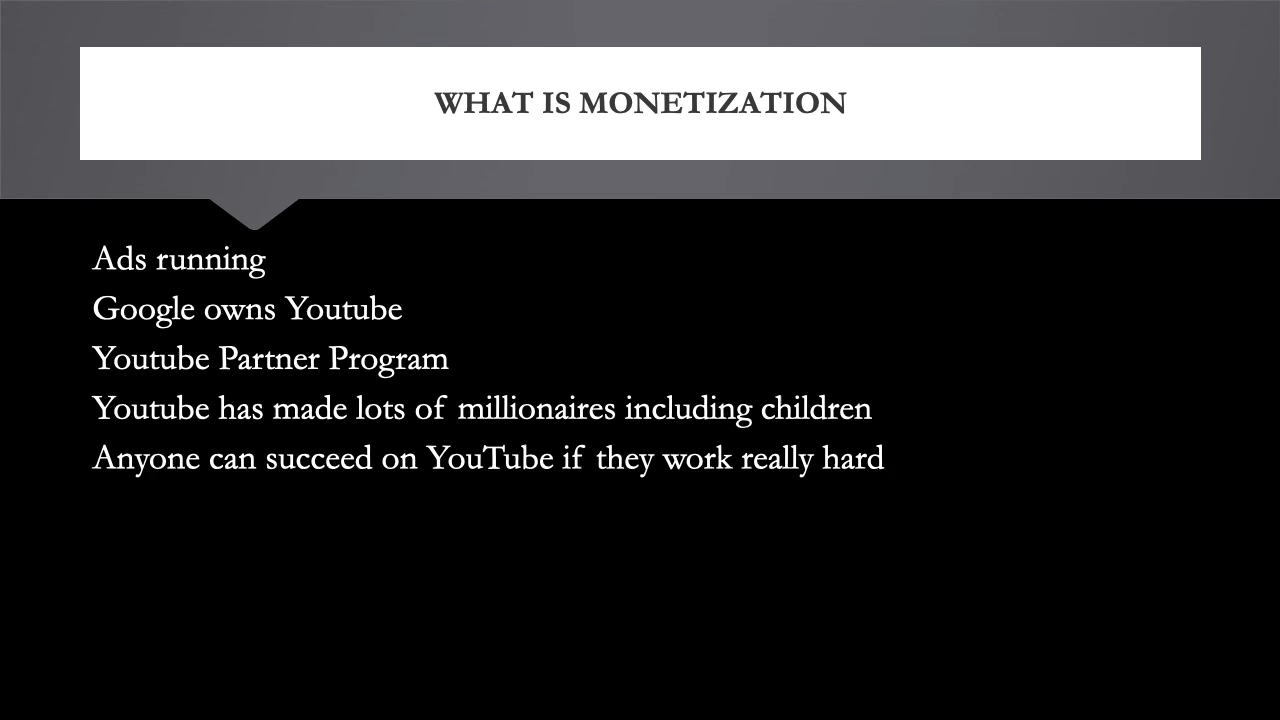 WHAT IS MONETIZATION
Ads running
Google owns Youtube
Youtube Partner Program
Youtube has made lots of millionaires including children
Anyone can succeed on YouTube if they work really hard